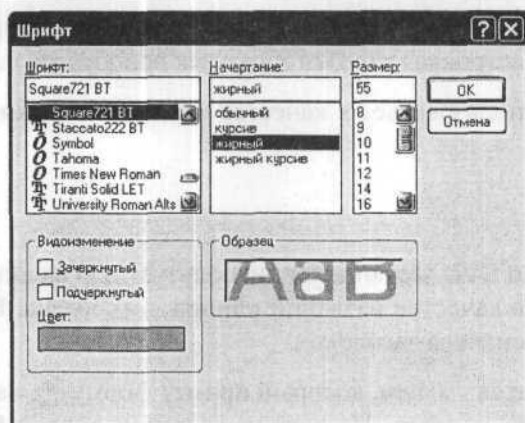 Шрифт
Шрифт: Начертание: Размер:
Square721 BT жирный 55 OK
Square721 BT обычный 8 Отмена
Staccato222 BT курсив 9
Symbol жирный 10
Tahoma жирный курсив 11
Times New Roman 12
Tiranti Solid LET 14
University Roman Alts 16
Видоизменение Образец
Зачеркнутый АаВ
Подчеркнутый
Цвет: